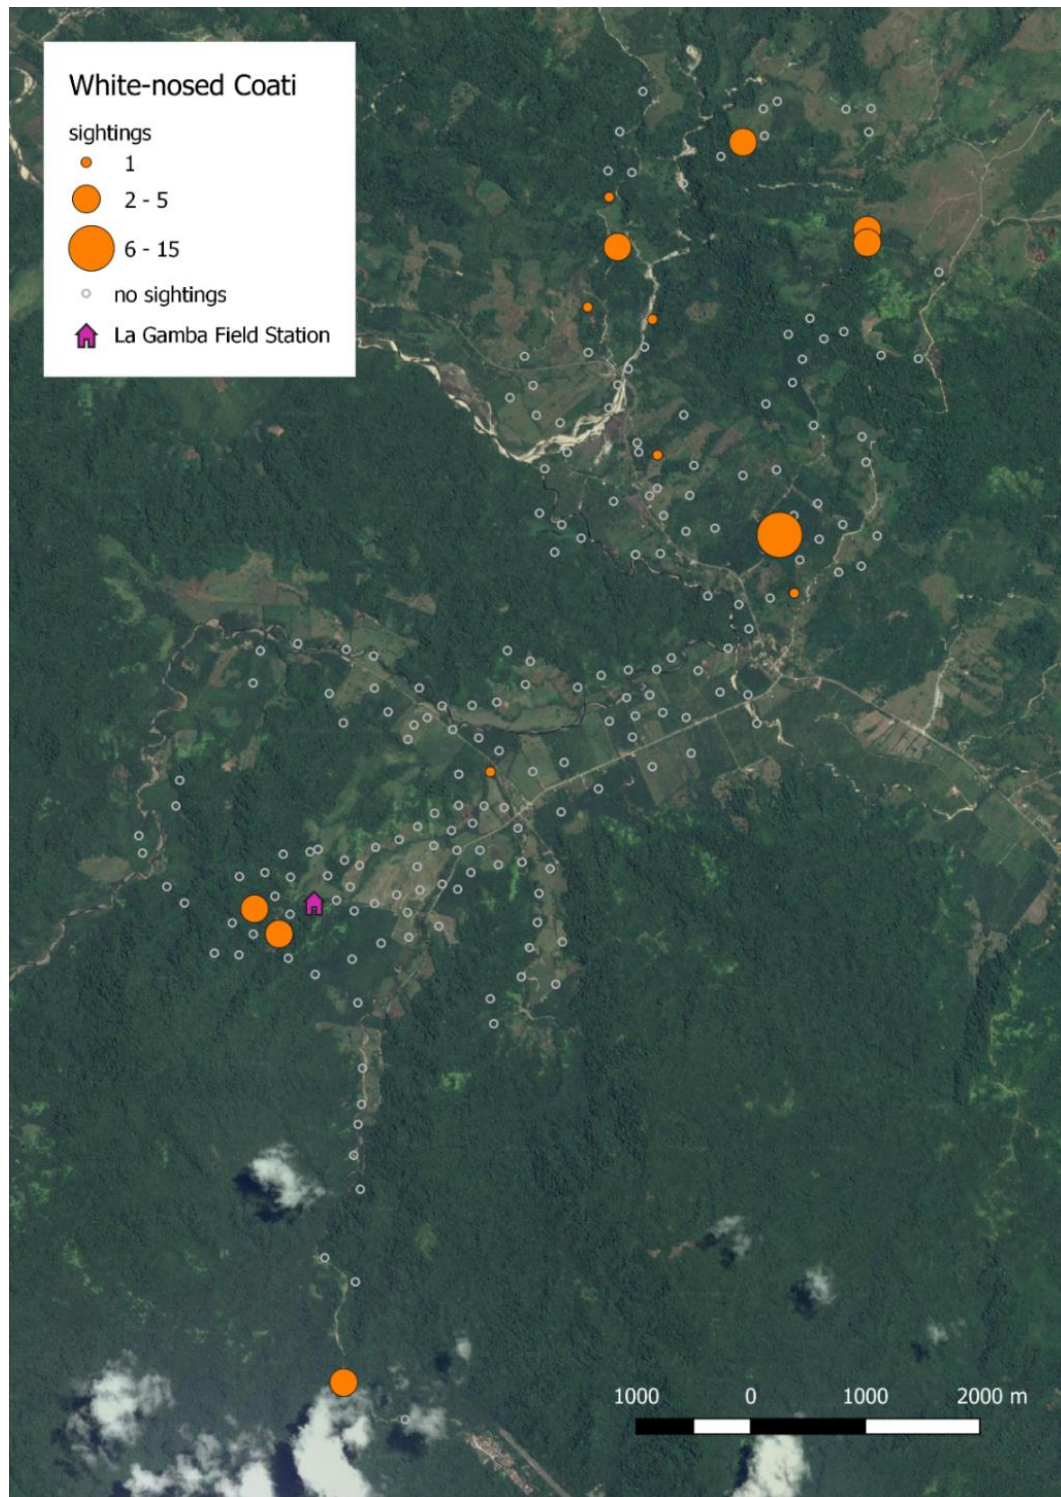 White-nosed Coati
sightings
1
2 - 5
6 - 15
no sightings
La Gamba Field Station
1000 0 1000 2000 m